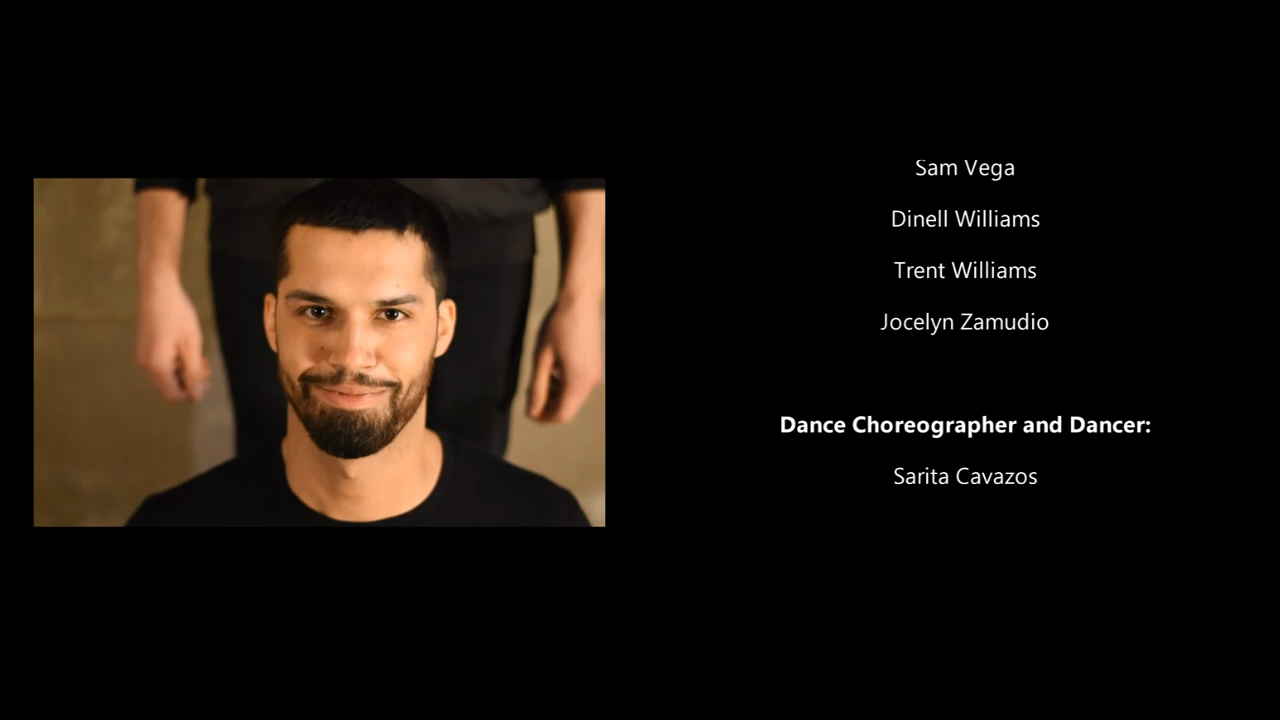 Sam Vega
Dinell Williams
Trent Williams
Jocelyn Zamudio
Dance Choreographer and Dancer:
Sarita Cavazos